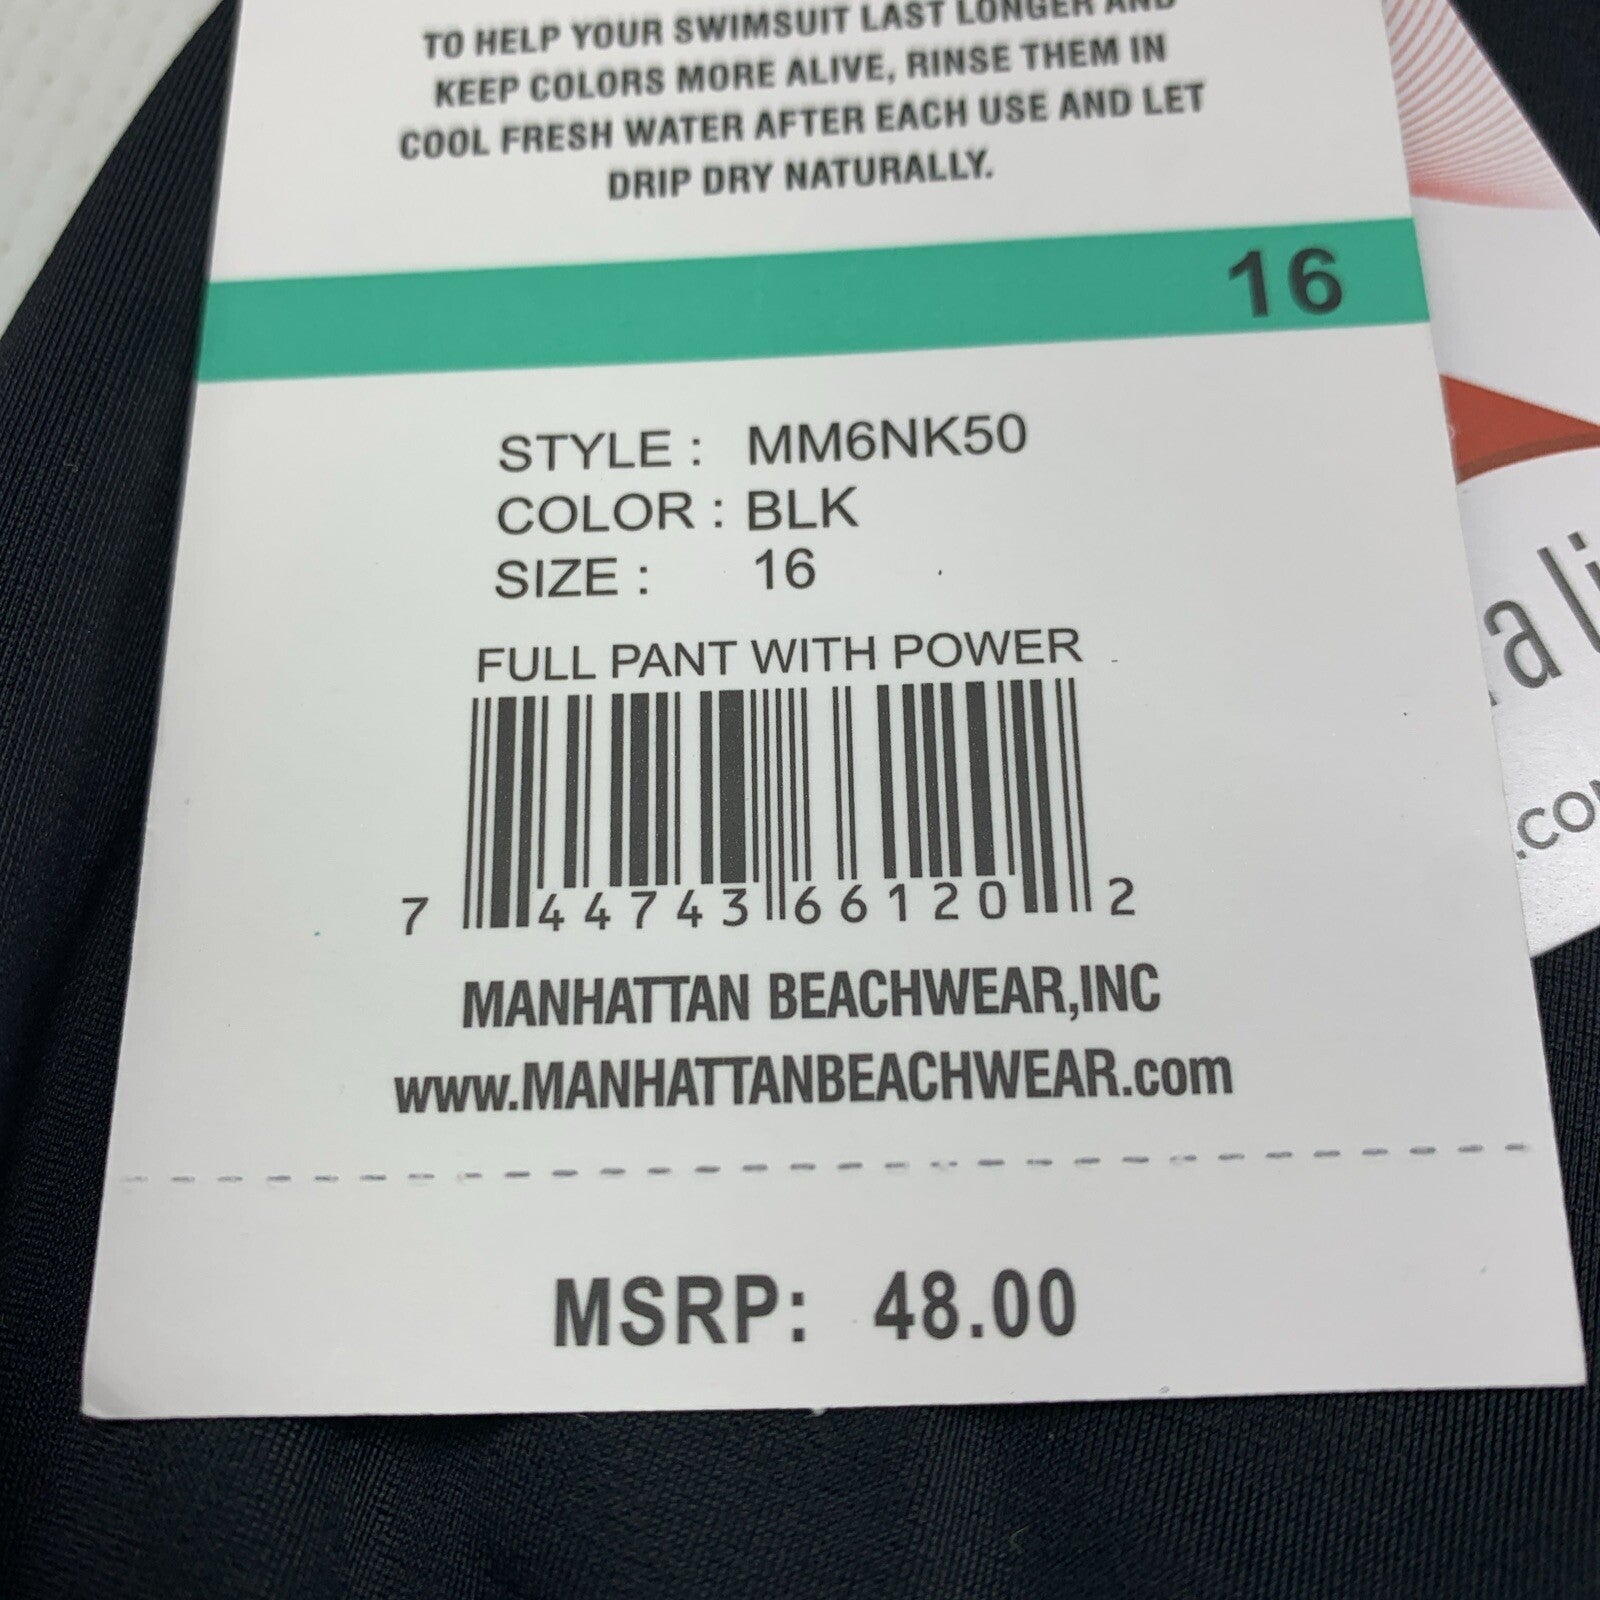 TO HELP YOUR SWIMSUIT LAST LONGER AND
KEEP COLORS MORE ALIVE, RINSE THEM IN
COOL FRESH WATER AFTER EACH USE AND LET
DRIP DRY NATURALLY.
16
STYLE : MM6NK50
COLOR : BLK
SIZE : 16
FULL PANT WITH POWER
7 44743 66120 2
MANHATTAN BEACHWEAR,INC
www.MANHATTANBEACHWEAR.com
MSRP: 48.00